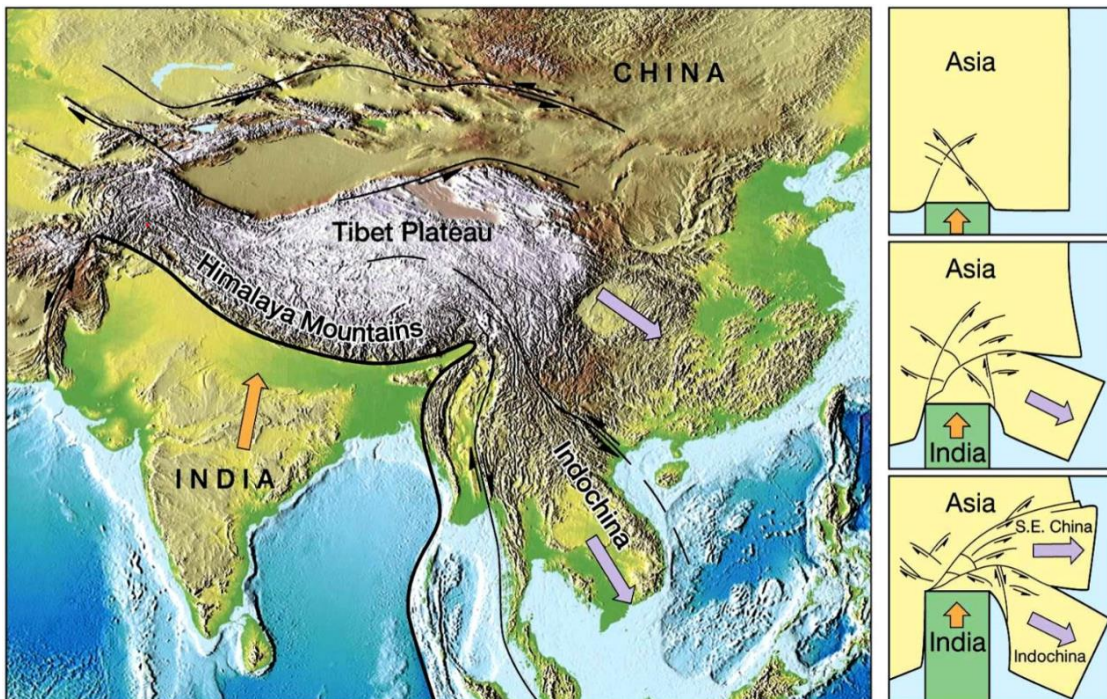 CHINA
Tibet Plateau
Himalaya Mountains
INDIA
Indochina
Asia
Asia
India
Asia
S.E. China
India
Indochina